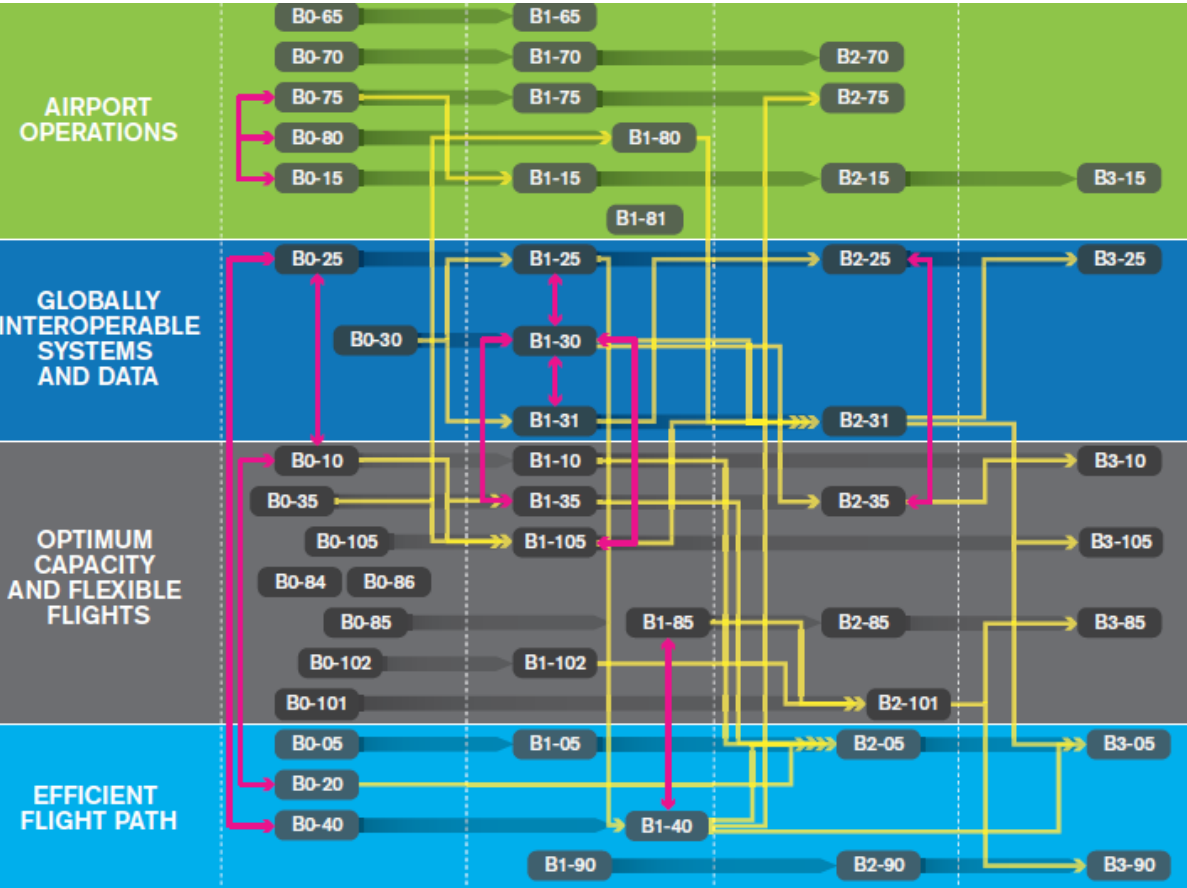 B0-65 B1-65
B0-70 B1-70 B2-70
B0-75 B1-75 B2-75
AIRPORT
OPERATIONS
B0-80 B1-80
B0-15 B1-15 B2-15 B3-15
B1-81
B0-25 B1-25 B2-25 B3-25
GLOBALLY
INTEROPERABLE
SYSTEMS
AND DATA
B0-30 B1-30
B1-31 B2-31
B0-10 B1-10 B3-10
B0-35 B1-35 B2-35
OPTIMUM
CAPACITY
AND FLEXIBLE
FLIGHTS
B0-105 B1-105 B3-105
B0-84 B0-86
B0-85 B1-85 B2-85 B3-85
B0-102 B1-102
B0-101 B2-101
B0-05 B1-05 B2-05 B3-05
EFFICIENT
FLIGHT PATH
B0-20
B0-40 B1-40
B1-90 B2-90 B3-90